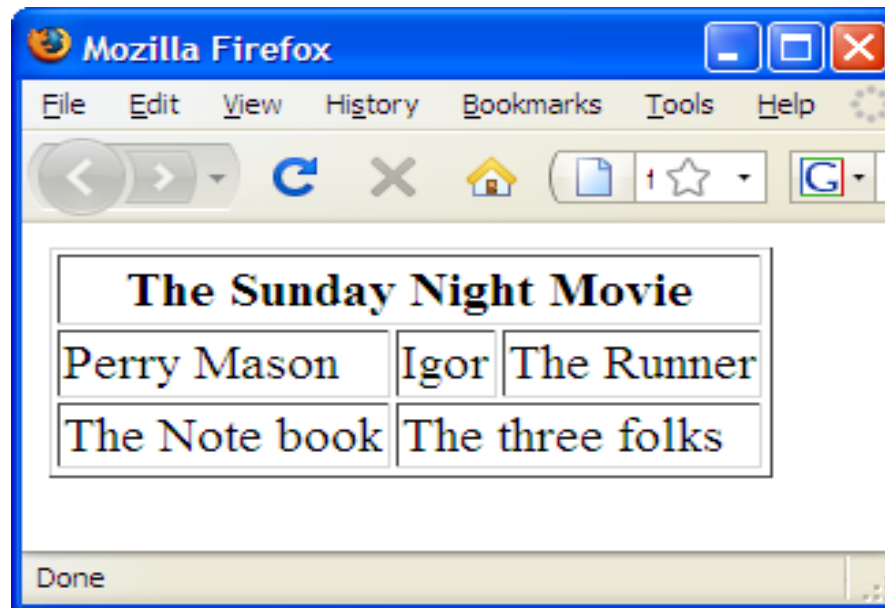 Mozilla Firefox
File Edit View History Bookmarks Tools Help
G
The Sunday Night Movie
Perry Mason Igor The Runner
The Note book The three folks
Done